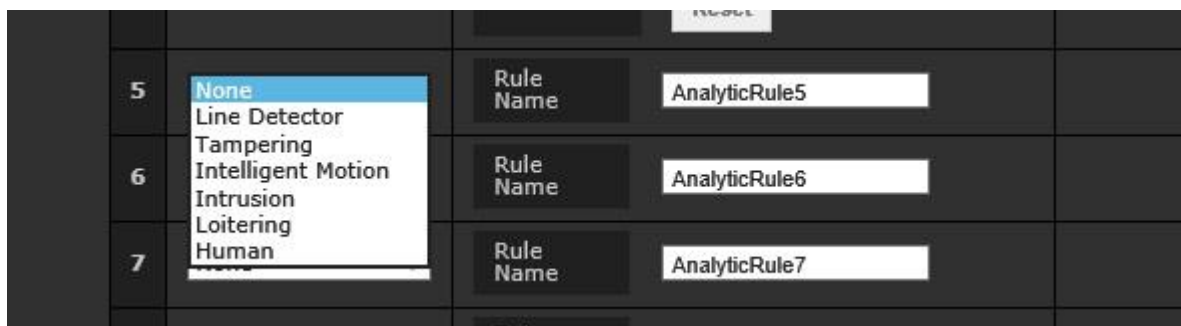 Reset
5
None
Line Detector
Tampering
Intelligent Motion
Intrusion
Loitering
Human
Rule
Name
AnalyticRule5
6
Rule
Name
AnalyticRule6
7
Rule
Name
AnalyticRule7